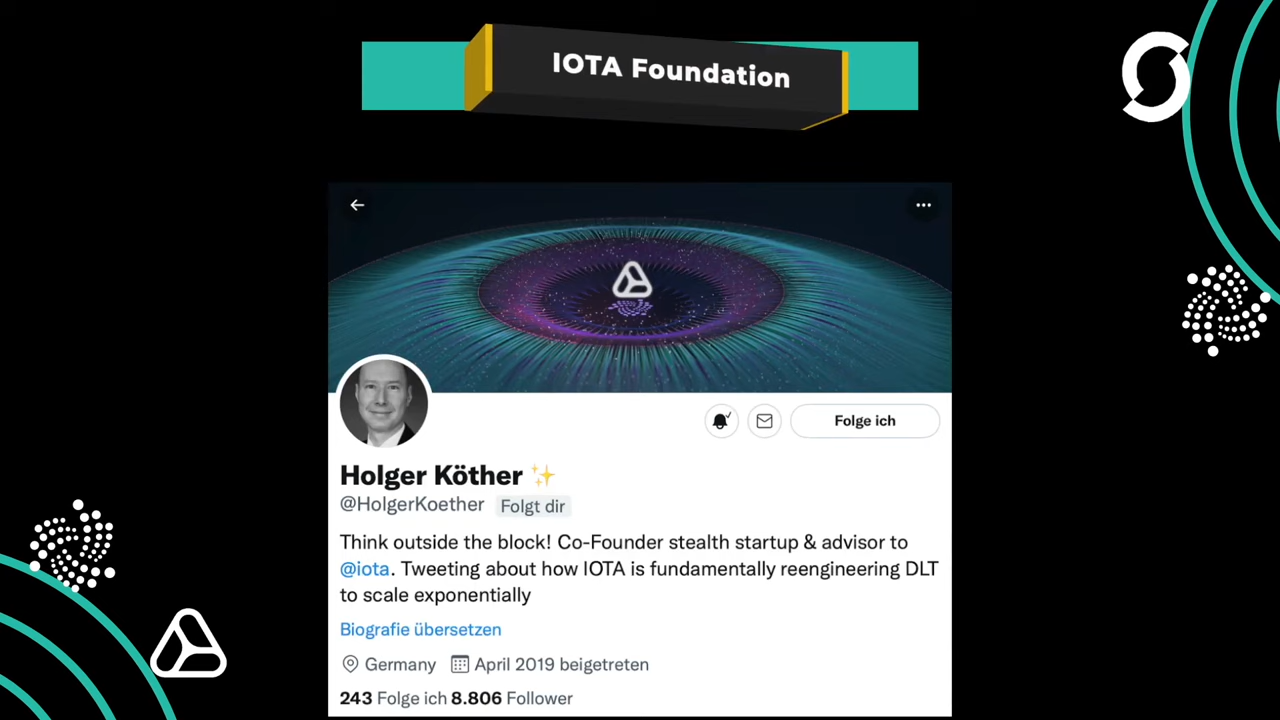 IOTA Foundation
Folge ich
Holger Köther ✨
@HolgerKoether Folgt dir
Think outside the block! Co-Founder stealth startup & advisor to
@iota. Tweeting about how IOTA is fundamentally reengineering DLT
to scale exponentially
Biografie übersetzen
Germany April 2019 beigetreten
243 Folge ich 8.806 Follower